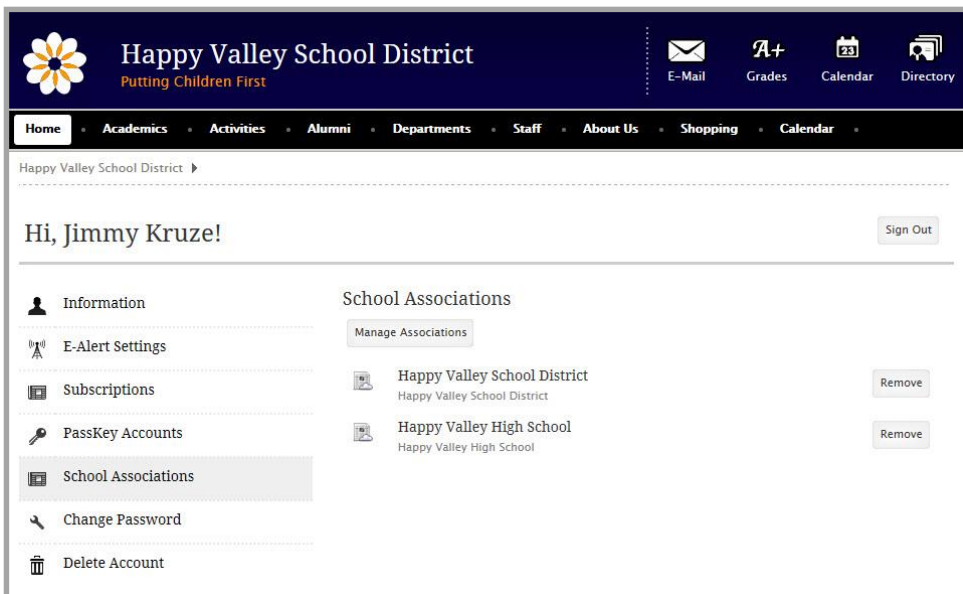 Happy Valley School District
Putting Children First
E-Mail
A+
Grades
23
Calendar
Directory
Home Academics Activities Alumni Departments Staff About Us Shopping Calendar
Happy Valley School District
Hi, Jimmy Kruze!
Sign Out
Information
E-Alert Settings
Subscriptions
PassKey Accounts
School Associations
Change Password
Delete Account
School Associations
Manage Associations
Happy Valley School District
Happy Valley School District
Remove
Happy Valley High School
Happy Valley High School
Remove